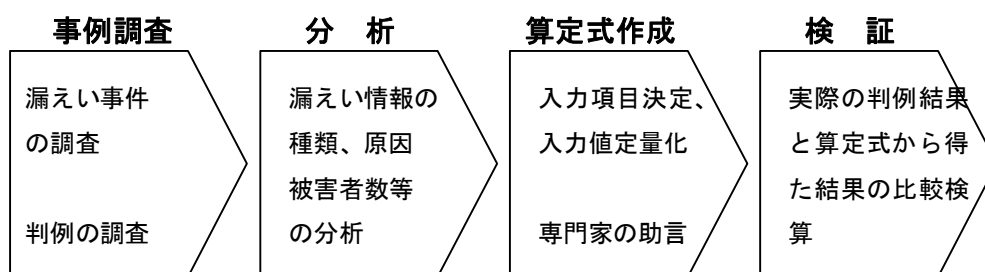 事例調査
漏えい事件
の調査
判例の調査
分 析
漏えい情報の
種類、原因
被害者数等
の分析
算定式作成
入力項目決定、
入力値定量化
専門家の助言
検 証
実際の判例結果
と算定式から得
た結果の比較検
算